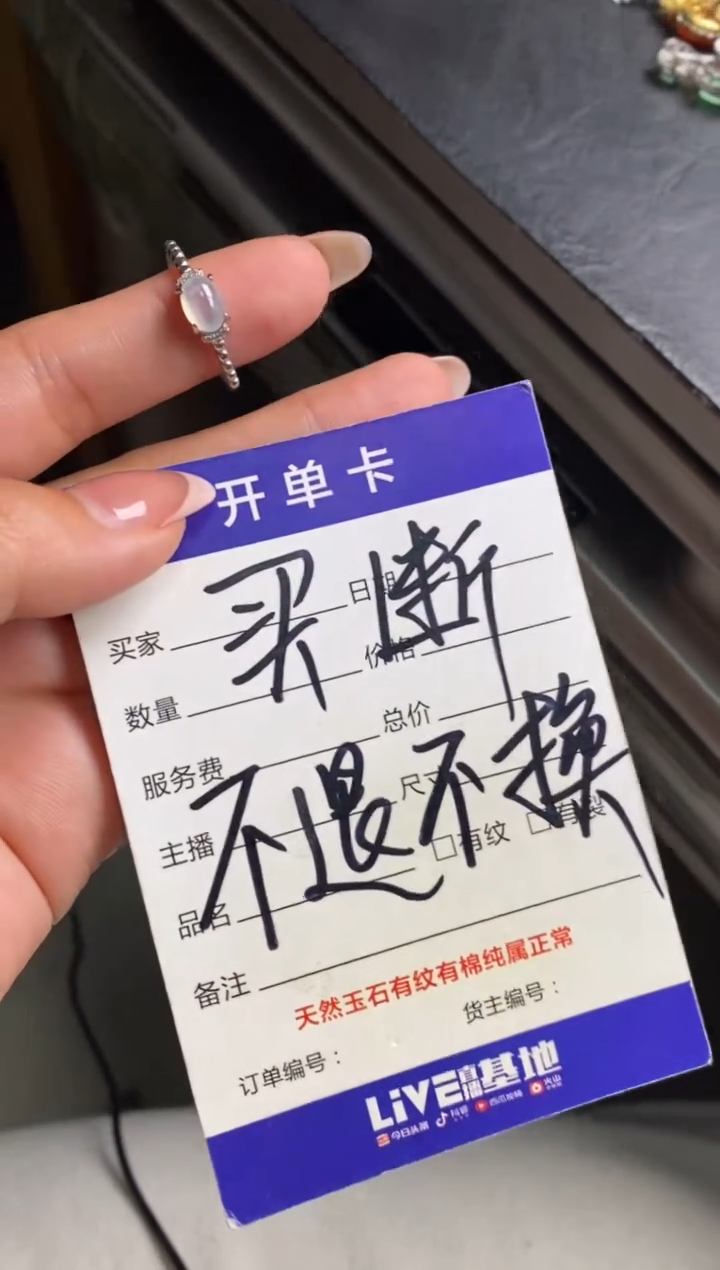 开单卡
买断
不退不换
买家 日期
数量 价格
服务费 总价
主播 尺寸
品名 □有纹 □有裂
备注
天然玉石有纹有棉纯属正常
订单编号： 货主编号：
LIVE直播基地
今日头条 抖音 西瓜视频 火山